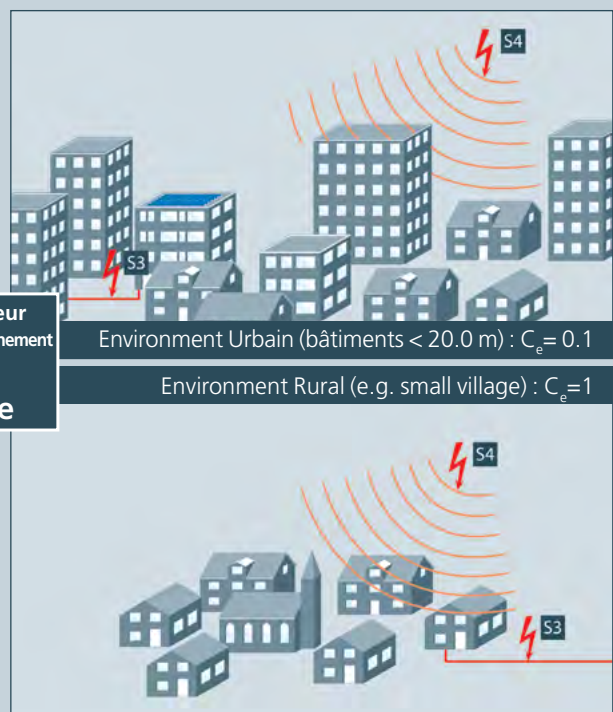 S4
S3
eur
nement
e
Environment Urbain (bâtiments < 20.0 m) : Ce= 0.1
Environment Rural (e.g. small village) : Ce=1
S4
S3